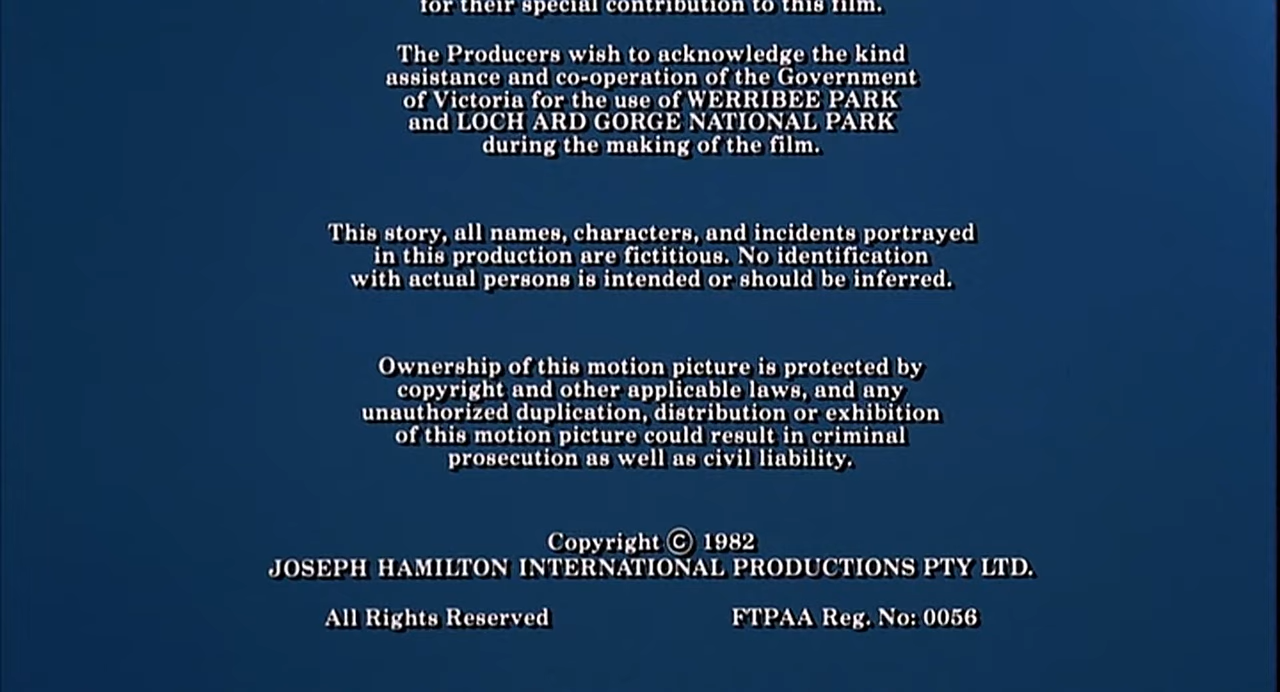 for their special contribution to this film.
The Producers wish to acknowledge the kind
assistance and co-operation of the Government
of Victoria for the use of WERRIBEE PARK
and LOCH ARD GORGE NATIONAL PARK
during the making of the film.
This story, all names, characters, and incidents portrayed
in this production are fictitious. No identification
with actual persons is intended or should be inferred.
Ownership of this motion picture is protected by
copyright and other applicable laws, and any
unauthorized duplication, distribution or exhibition
of this motion picture could result in criminal
prosecution as well as civil liability.
Copyright © 1982
JOSEPH HAMILTON INTERNATIONAL PRODUCTIONS PTY LTD.
All Rights Reserved FTPAA Reg. No: 0056